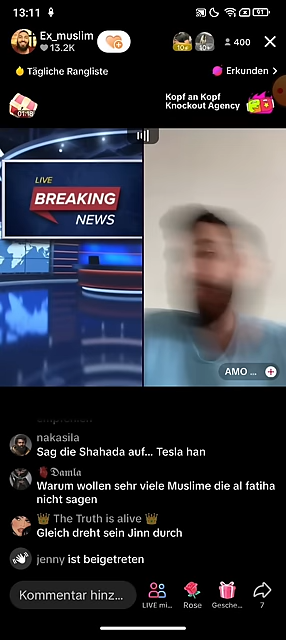 13:11
91
Ex_muslim
13.2K
10
10
400
Tägliche Rangliste
Erkunden
01:18
Kopf an Kopf
Knockout Agency
LIVE
BREAKING
NEWS
AMO ...
nakasila
Sag die Shahada auf... Tesla han
𝕯𝖆𝖒𝖑𝖆
Warum wollen sehr viele Muslime die al fatiha
nicht sagen
The Truth is alive
Gleich dreht sein Jinn durch
jenny ist beigetreten
Kommentar hinz...
LIVE mi...
Rose
Gesche...
7